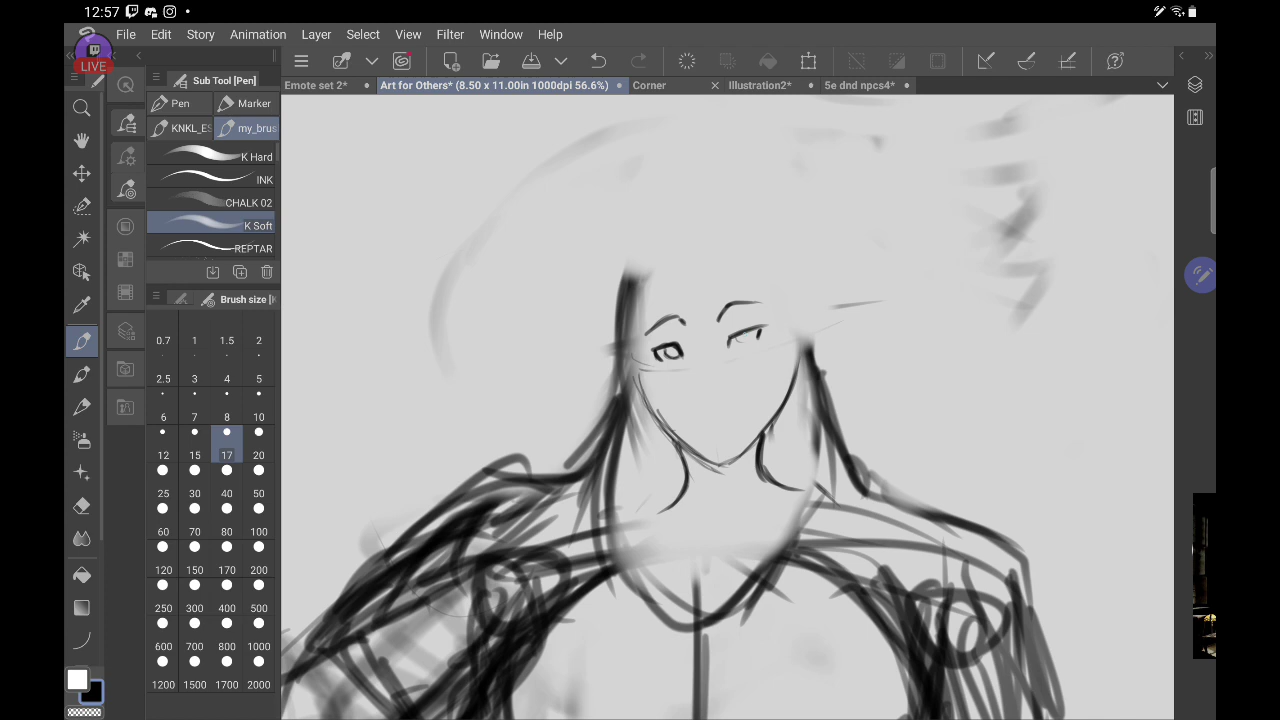 12:57
File Edit Story Animation Layer Select View Filter Window Help
LIVE
Sub Tool [Pen]
Emote set 2* Art for Others* (8.50 x 11.00in 1000dpi 56.6%) Corner Illustration2* 5e dnd npcs4*
Pen Marker
KNKL_ES my_brus
K Hard
INK
CHALK 02
K Soft
REPTAR
Brush size [K
0.7 1 1.5 2
2.5 3 4 5
6 7 8 10
12 15 17 20
25 30 40 50
60 70 80 100
120 150 170 200
250 300 400 500
600 700 800 1000
1200 1500 1700 2000